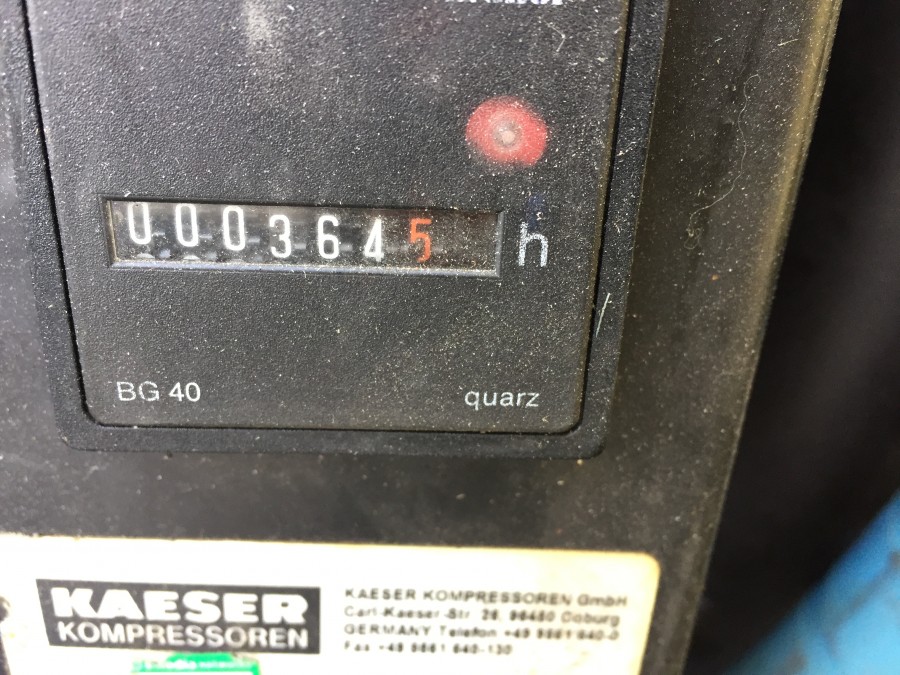 0003645
h
BG 40 quarz
KAESER
KOMPRESSOREN
KAESER KOMPRESSOREN GmbH
Carl-Kaeser-Str. 26, 96450 Coburg
GERMANY Telefon +49 9561 640-0
Fax +49 9561 640-130